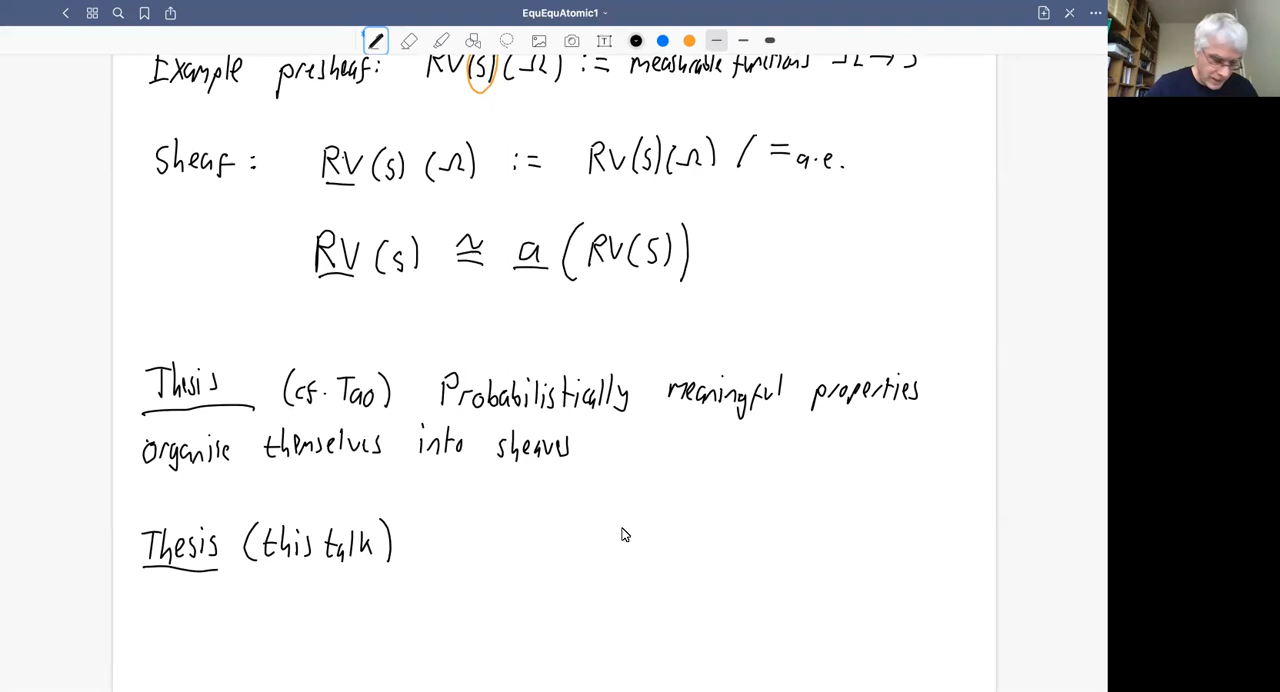 EquEquAtomic1
Example presheaf: RV(S)(Ω) := measurable functions Ω → S
Sheaf: RV(S)(Ω) := RV(S)(Ω) / =a.e.
RV(S) ≅ a(RV(S))
Thesis (cf. Tao) Probabilistically meaningful properties
organise themselves into sheaves
Thesis (this talk)